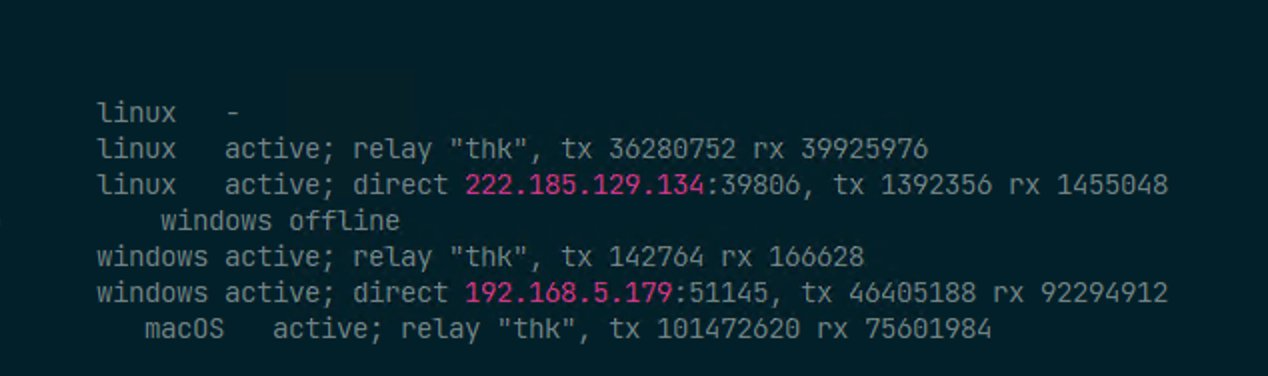 linux   -
linux   active; relay "thk", tx 36280752 rx 39925976
linux   active; direct 222.185.129.134:39806, tx 1392356 rx 1455048
    windows offline
windows active; relay "thk", tx 142764 rx 166628
windows active; direct 192.168.5.179:51145, tx 46405188 rx 92294912
   macOS   active; relay "thk", tx 101472620 rx 75601984